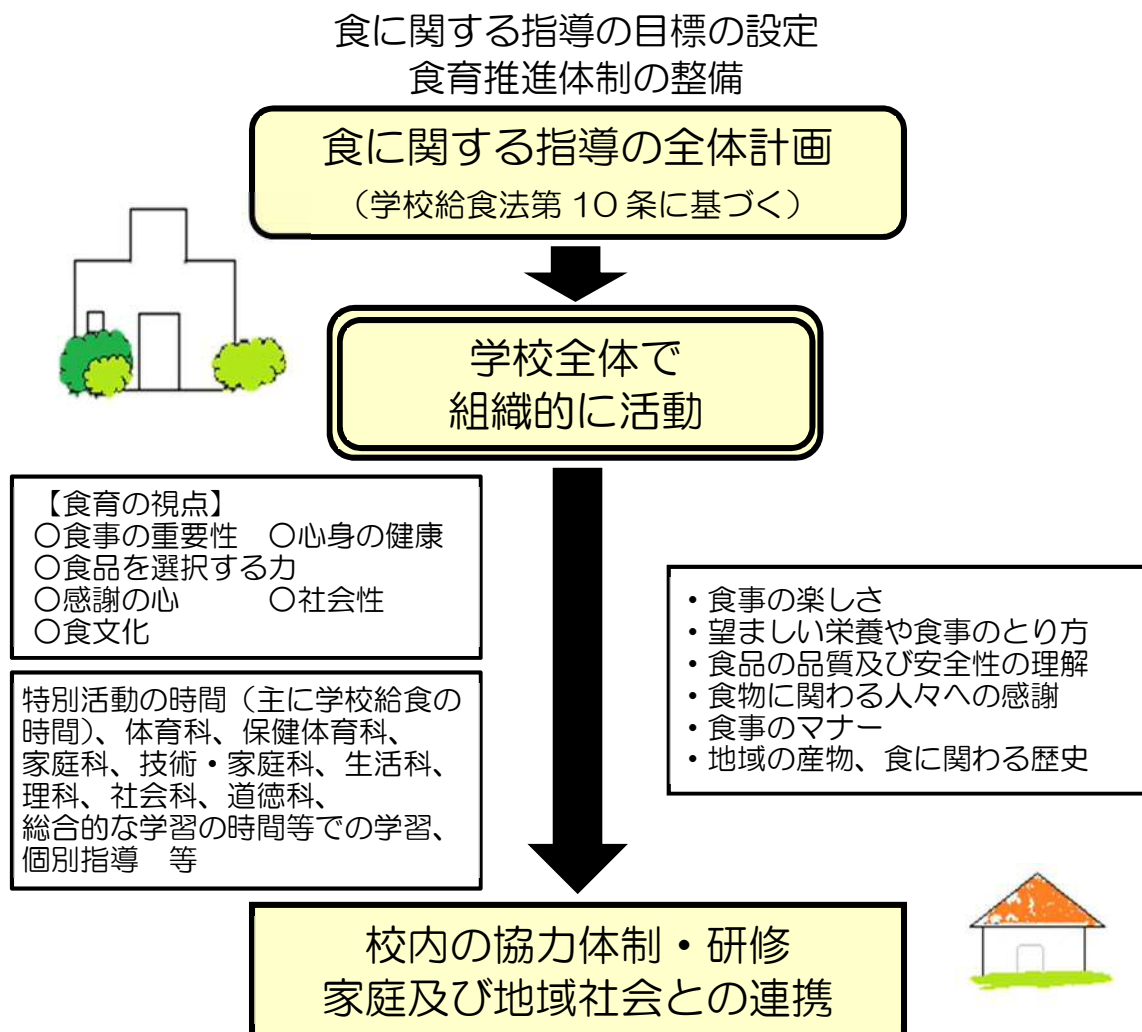 食に関する指導の目標の設定
食育推進体制の整備
食に関する指導の全体計画
（学校給食法第 10 条に基づく）
学校全体で
組織的に活動
【食育の視点】
〇食事の重要性　〇心身の健康
〇食品を選択する力
〇感謝の心　　　〇社会性
〇食文化
特別活動の時間（主に学校給食の
時間）、体育科、保健体育科、
家庭科、技術・家庭科、生活科、
理科、社会科、道徳科、
総合的な学習の時間等での学習、
個別指導　等
・食事の楽しさ
・望ましい栄養や食事のとり方
・食品の品質及び安全性の理解
・食物に関わる人々への感謝
・食事のマナー
・地域の産物、食に関わる歴史
校内の協力体制・研修
家庭及び地域社会との連携